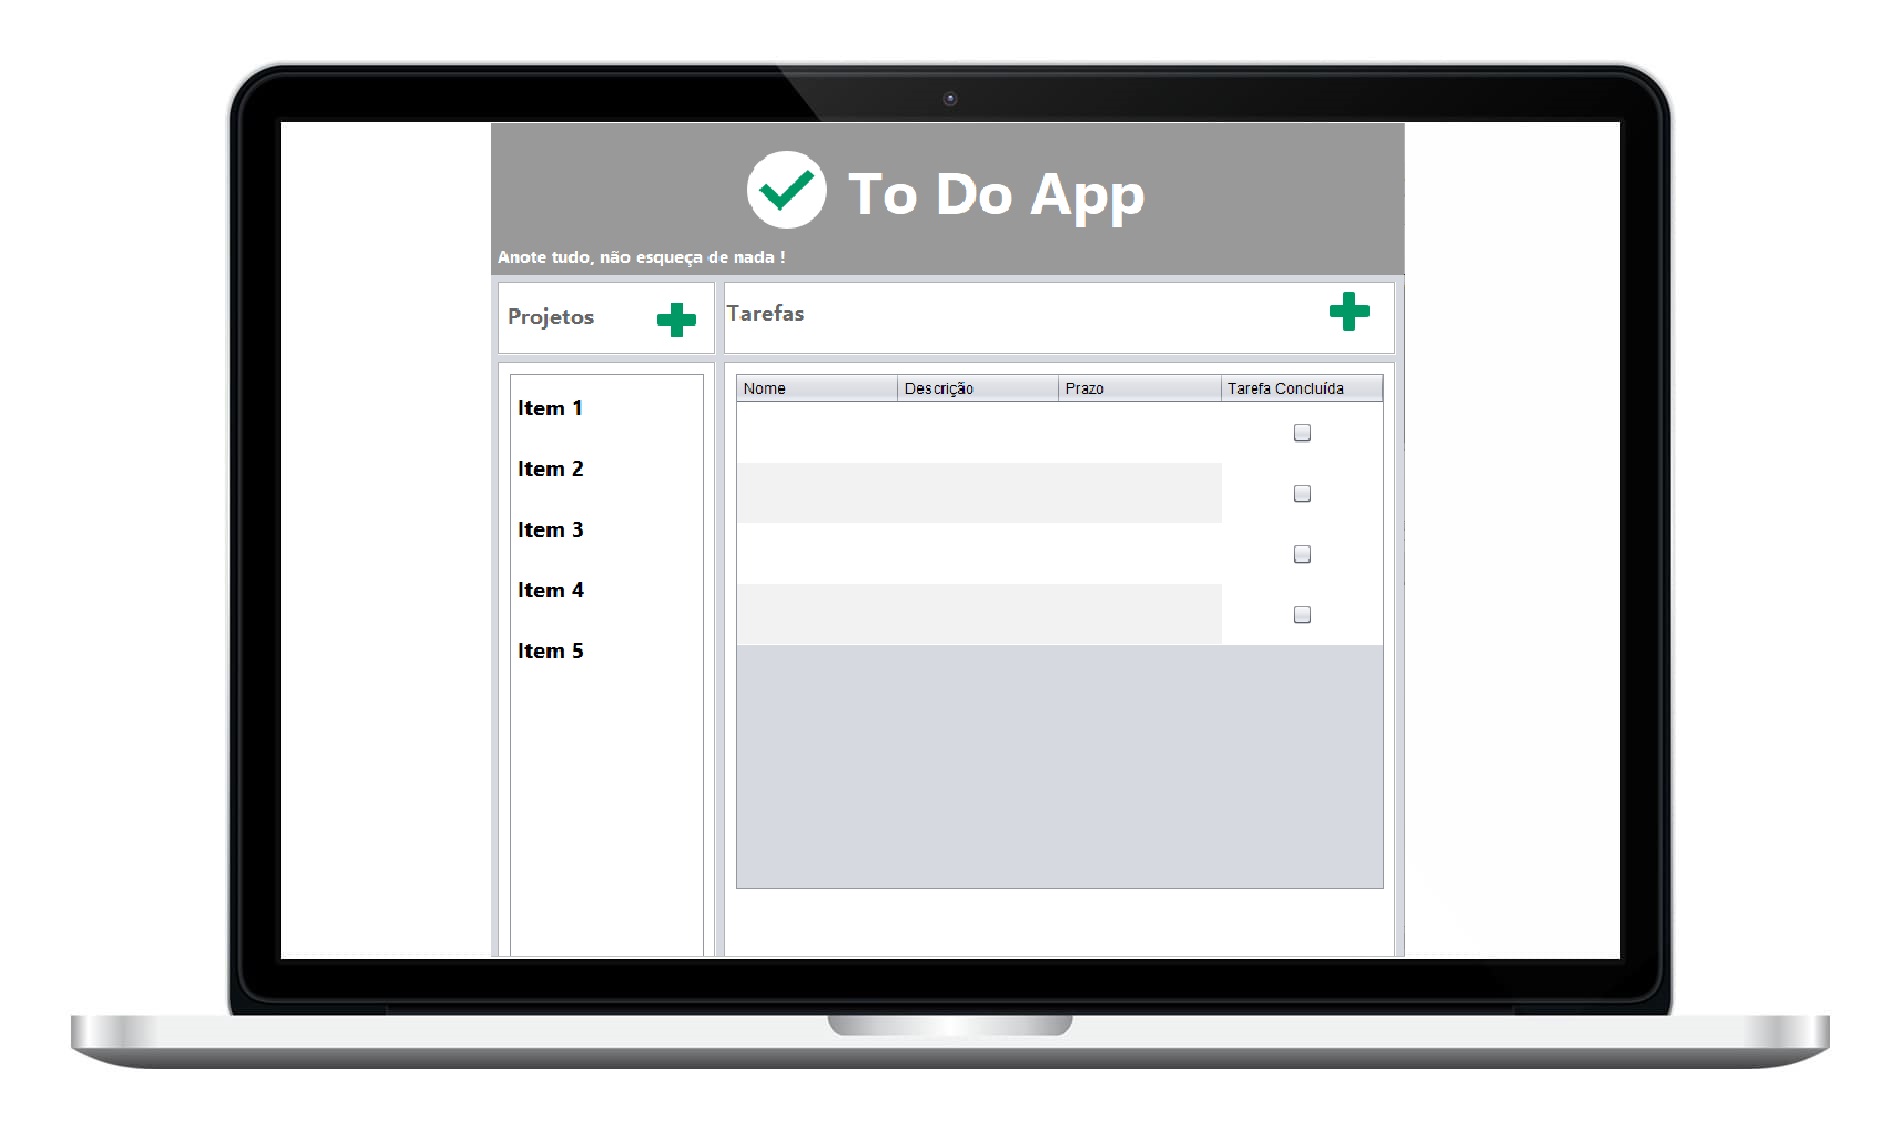 To Do App
Anote tudo, não esqueça de nada !
Projetos
Tarefas
Item 1
Item 2
Item 3
Item 4
Item 5
Nome Descrição Prazo Tarefa Concluída